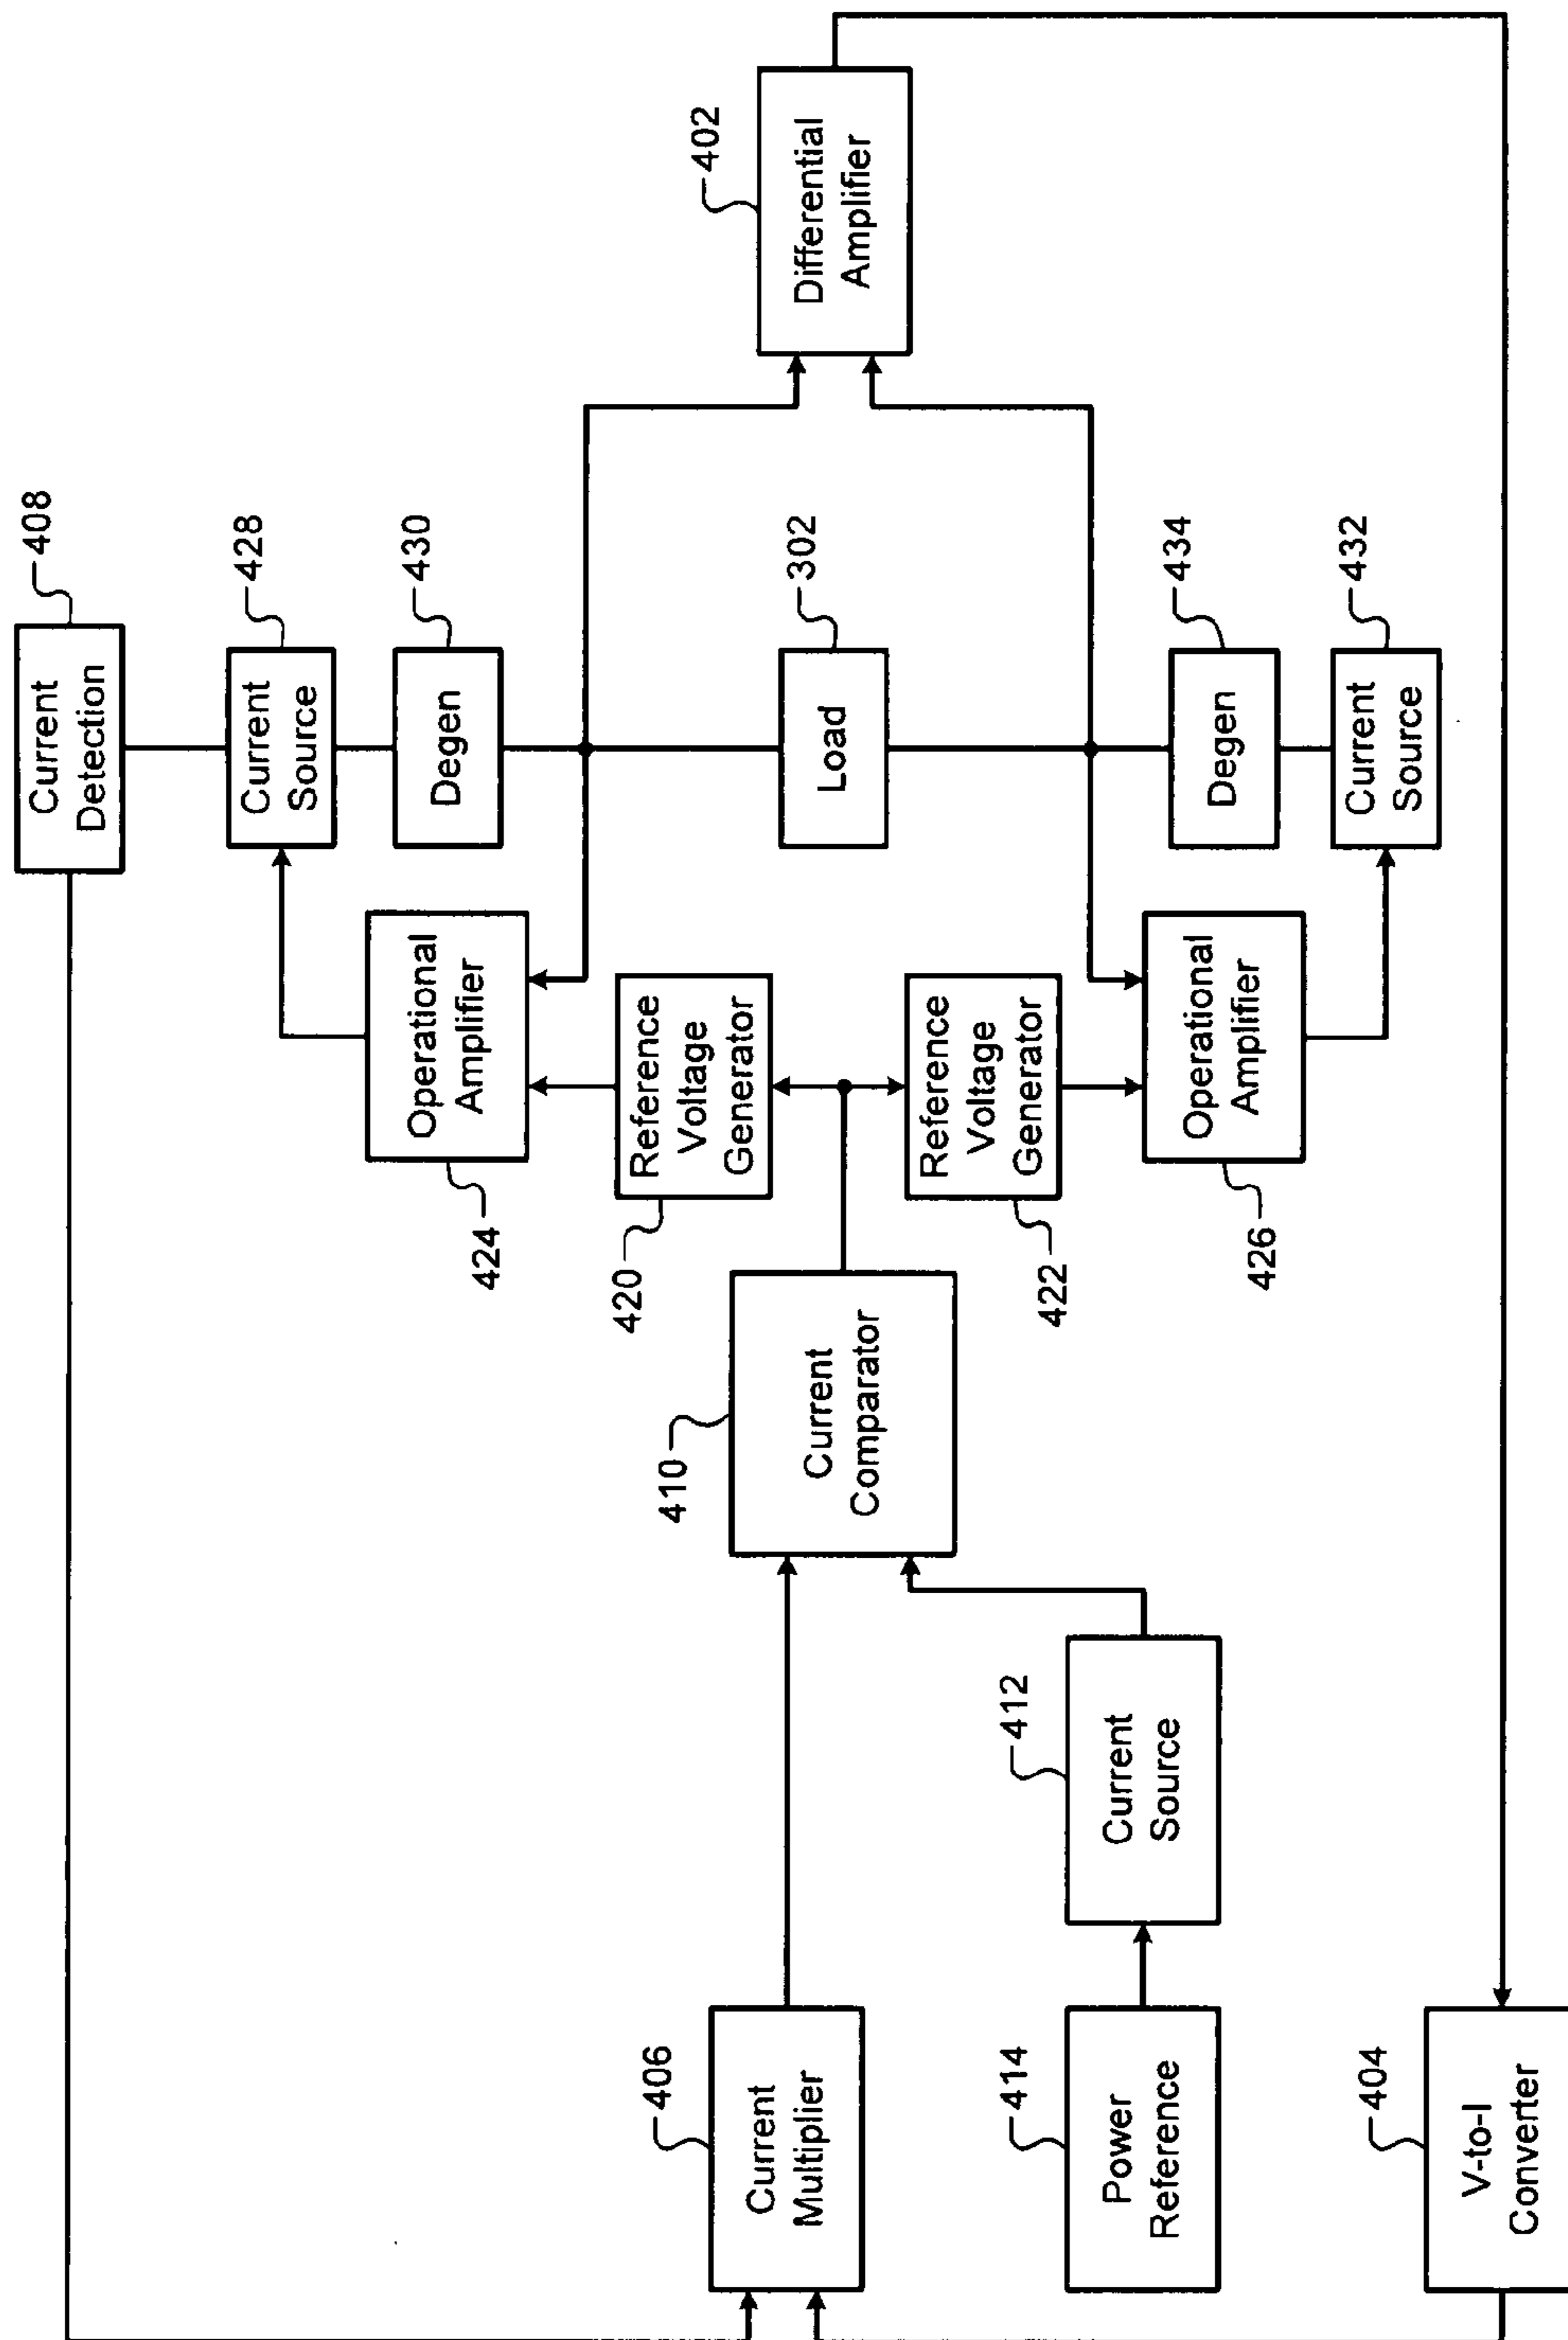 Current
Detection
408
Current
Source
428
Degen
430
Operational
Amplifier
424
Reference
Voltage
Generator
420
Current
Multiplier
406
Current
Comparator
410
Load
302
Differential
Amplifier
402
Reference
Voltage
Generator
422
Power
Reference
414
Current
Source
412
Operational
Amplifier
426
Degen
434
Current
Source
432
V-to-I
Converter
404